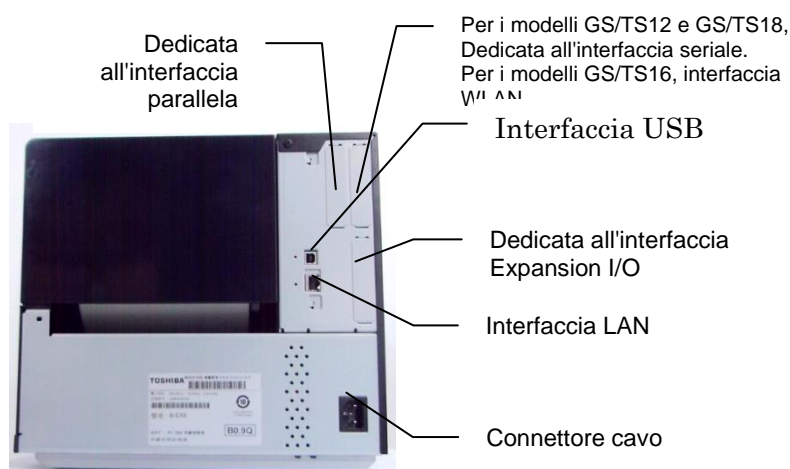 Dedicata
all'interfaccia
parallela
Per i modelli GS/TS12 e GS/TS18,
Dedicata all'interfaccia seriale.
Per i modelli GS/TS16, interfaccia
WLAN
Interfaccia USB
Dedicata all'interfaccia
Expansion I/O
Interfaccia LAN
Connettore cavo
TOSHIBA
B0.9Q